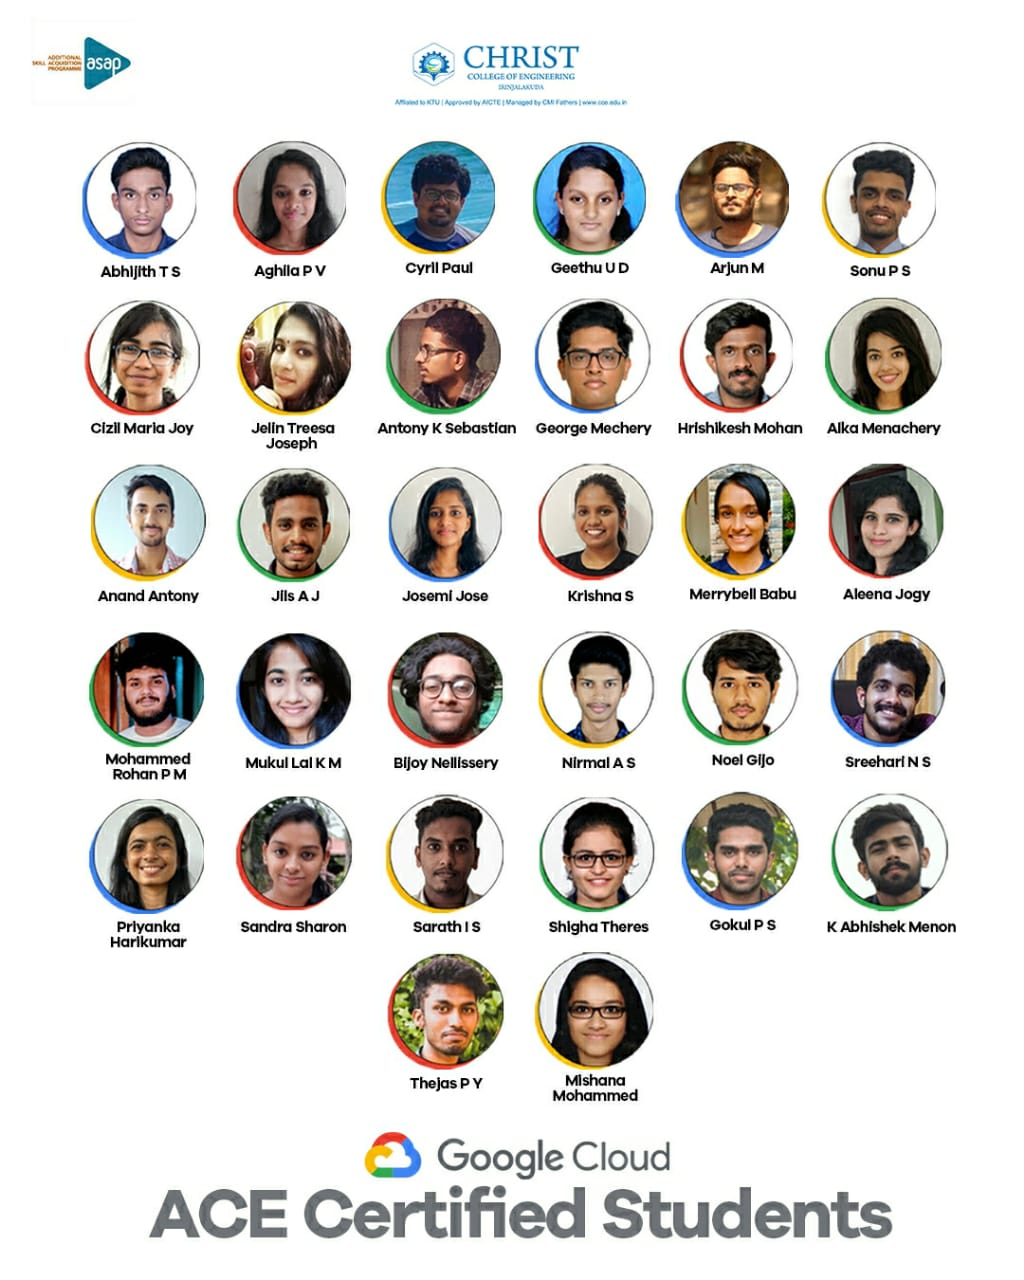 ADDITIONAL
SKILL ACQUISITION
PROGRAMME
asap
CHRIST
COLLEGE OF ENGINEERING
IRINJALAKUDA
Affliated to KTU | Approved by AICTE | Managed by CMI Fathers | www.cce.edu.in
Abhijith T S
Aghila P V
Cyril Paul
Geethu U D
Arjun M
Sonu P S
Cizil Maria Joy
Jelin Treesa
Joseph
Antony K Sebastian
George Mechery
Hrishikesh Mohan
Alka Menachery
Anand Antony
Jils A J
Josemi Jose
Krishna S
Merrybell Babu
Aleena Jogy
Mohammed
Rohan P M
Mukul Lal K M
Bijoy Nellissery
Nirmal A S
Noel Gijo
Sreehari N S
Priyanka
Harikumar
Sandra Sharon
Sarath I S
Shigha Theres
Gokul P S
K Abhishek Menon
Thejas P Y
Mishana
Mohammed
Google Cloud
ACE Certified Students